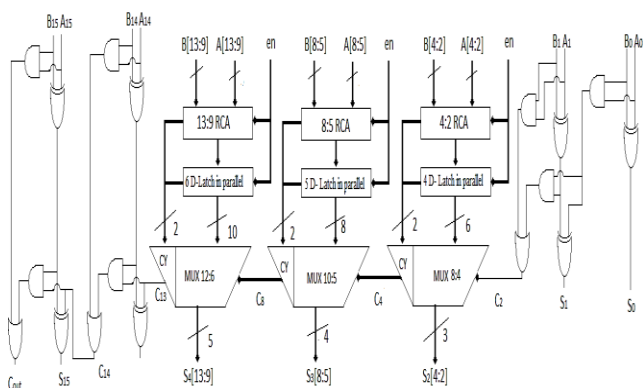 B15 A15
B14 A14
B[13:9]
A[13:9]
en
B[8:5]
A[8:5]
en
B[4:2]
A[4:2]
en
B1 A1
B0 A0
13:9 RCA
8:5 RCA
4:2 RCA
6 D-Latch in parallel
5 D- Latch in parallel
4 D- Latch in parallel
2
10
2
8
2
6
CY
MUX 12:6
CY
MUX 10:5
CY
MUX 8:4
C13
C8
C4
C2
5
4
3
Cout
S15
C14
S4[13:9]
S3[8:5]
S2[4:2]
S1
S0